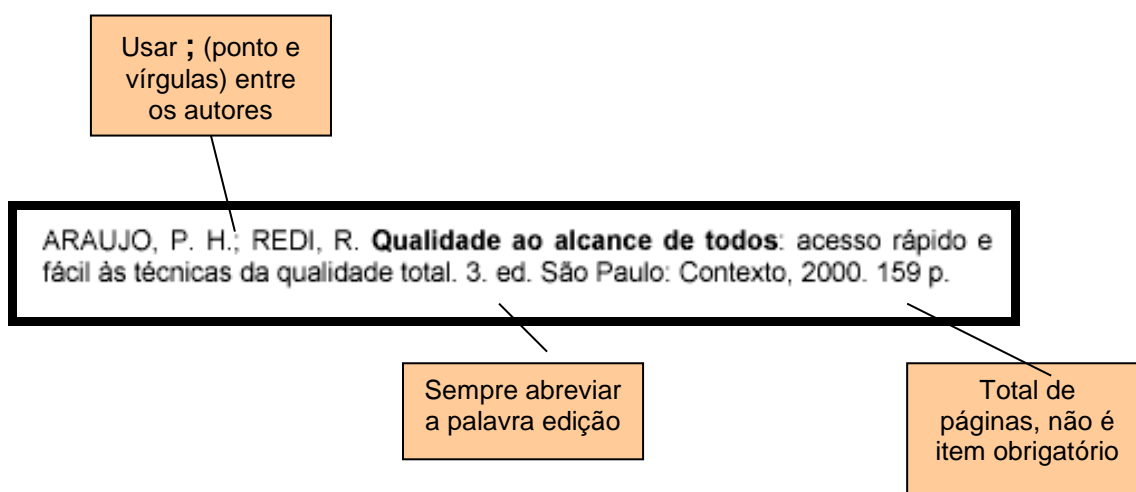 Usar ; (ponto e
vírgulas) entre
os autores
ARAUJO, P. H.; REDI, R. Qualidade ao alcance de todos: acesso rápido e
fácil às técnicas da qualidade total. 3. ed. São Paulo: Contexto, 2000. 159 p.
Sempre abreviar
a palavra edição
Total de
páginas, não é
item obrigatório